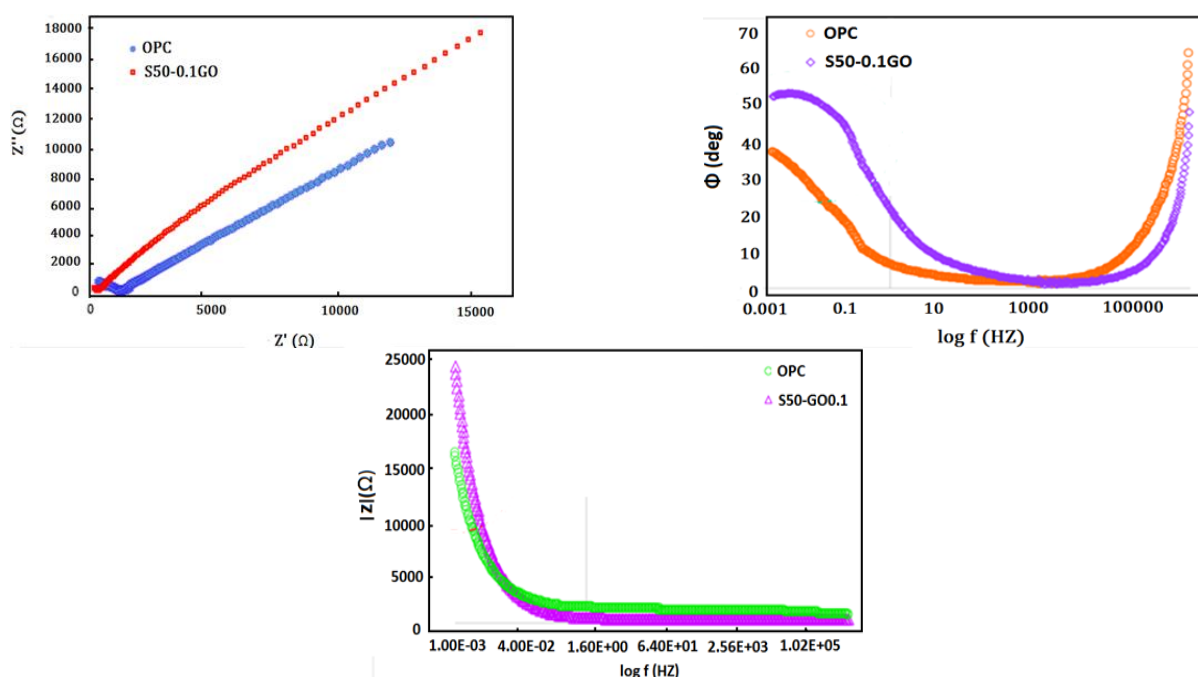 18000
16000
14000
12000
10000
8000
6000
4000
2000
0
Z''(Ω)
OPC
S50-0.1GO
0 5000 10000 15000
Z' (Ω)
70
60
50
40
30
20
10
0
Φ (deg)
OPC
S50-0.1GO
0.001 0.1 10 1000 100000
log f (HZ)
25000
20000
15000
10000
5000
0
|z|(Ω)
OPC
S50-GO0.1
1.00E-03 4.00E-02 1.60E+00 6.40E+01 2.56E+03 1.02E+05
log f (HZ)